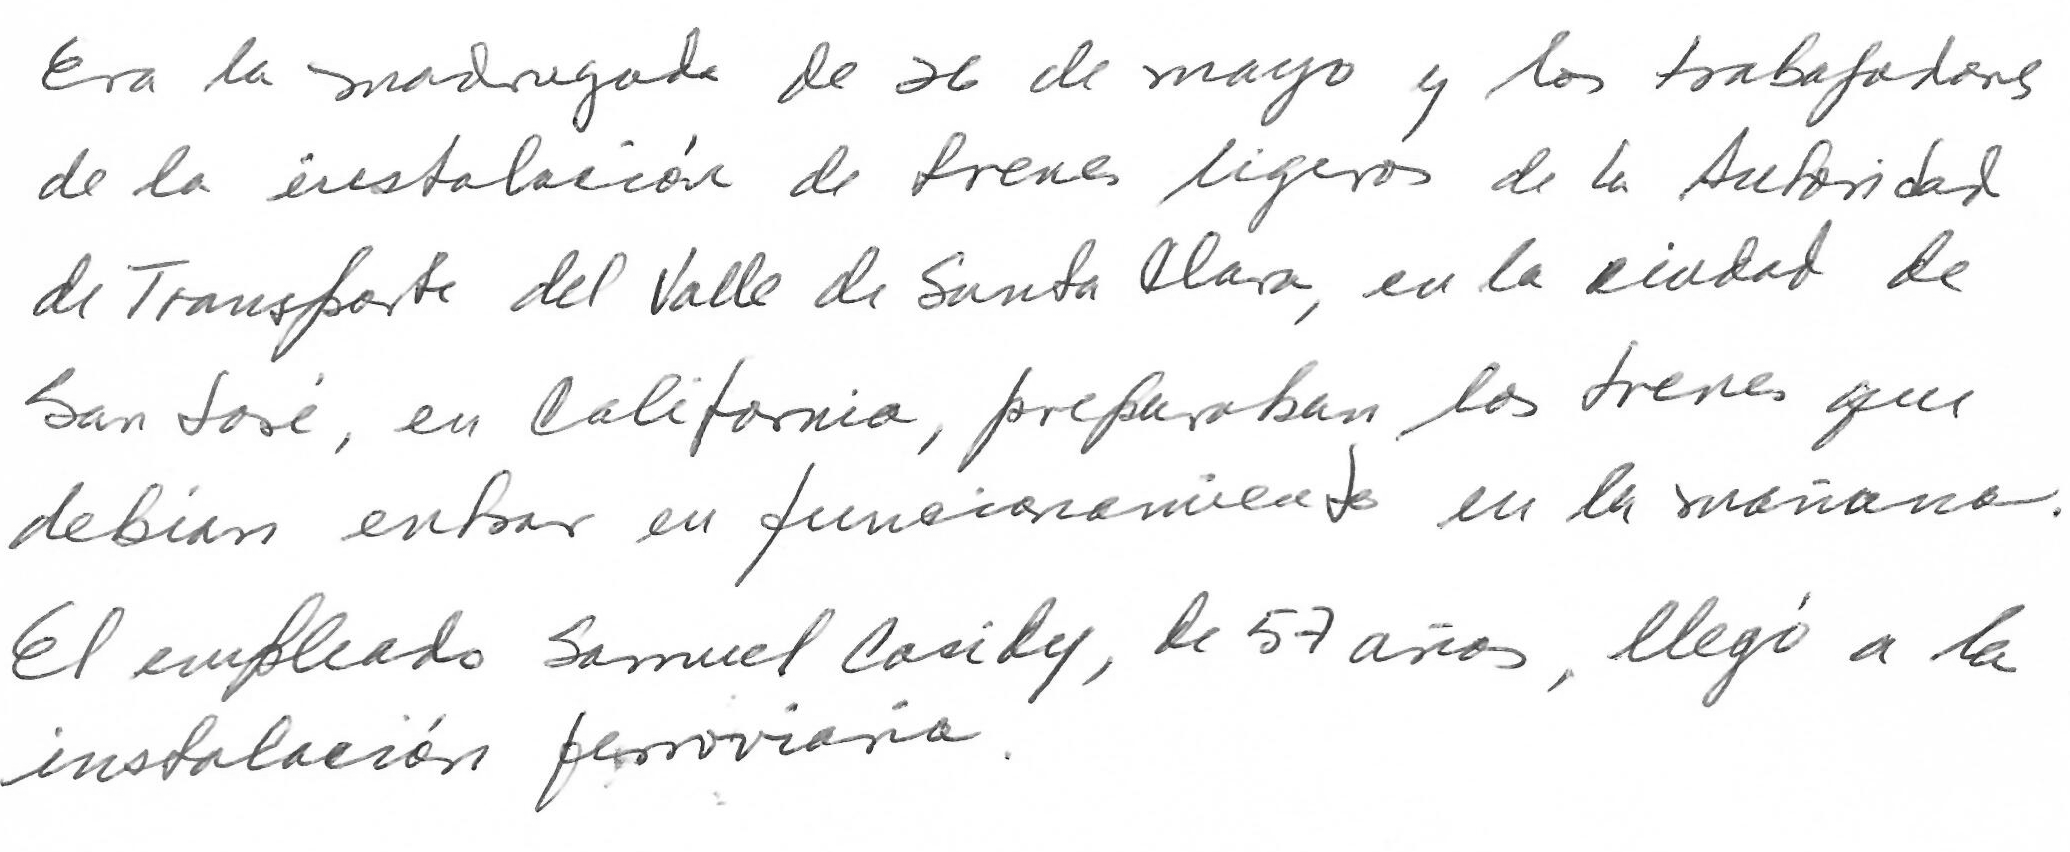 Era la madrugada de 26 de mayo y los trabajadores
de la instalación de trenes ligeros de la Autoridad
de Transporte del Valle de Santa Clara, en la ciudad de
San José, en California, preparaban los trenes que
debían entrar en funcionamiento en la mañana.
El empleado Samuel Casidy, de 57 años, llegó a la
instalación ferroviaria.